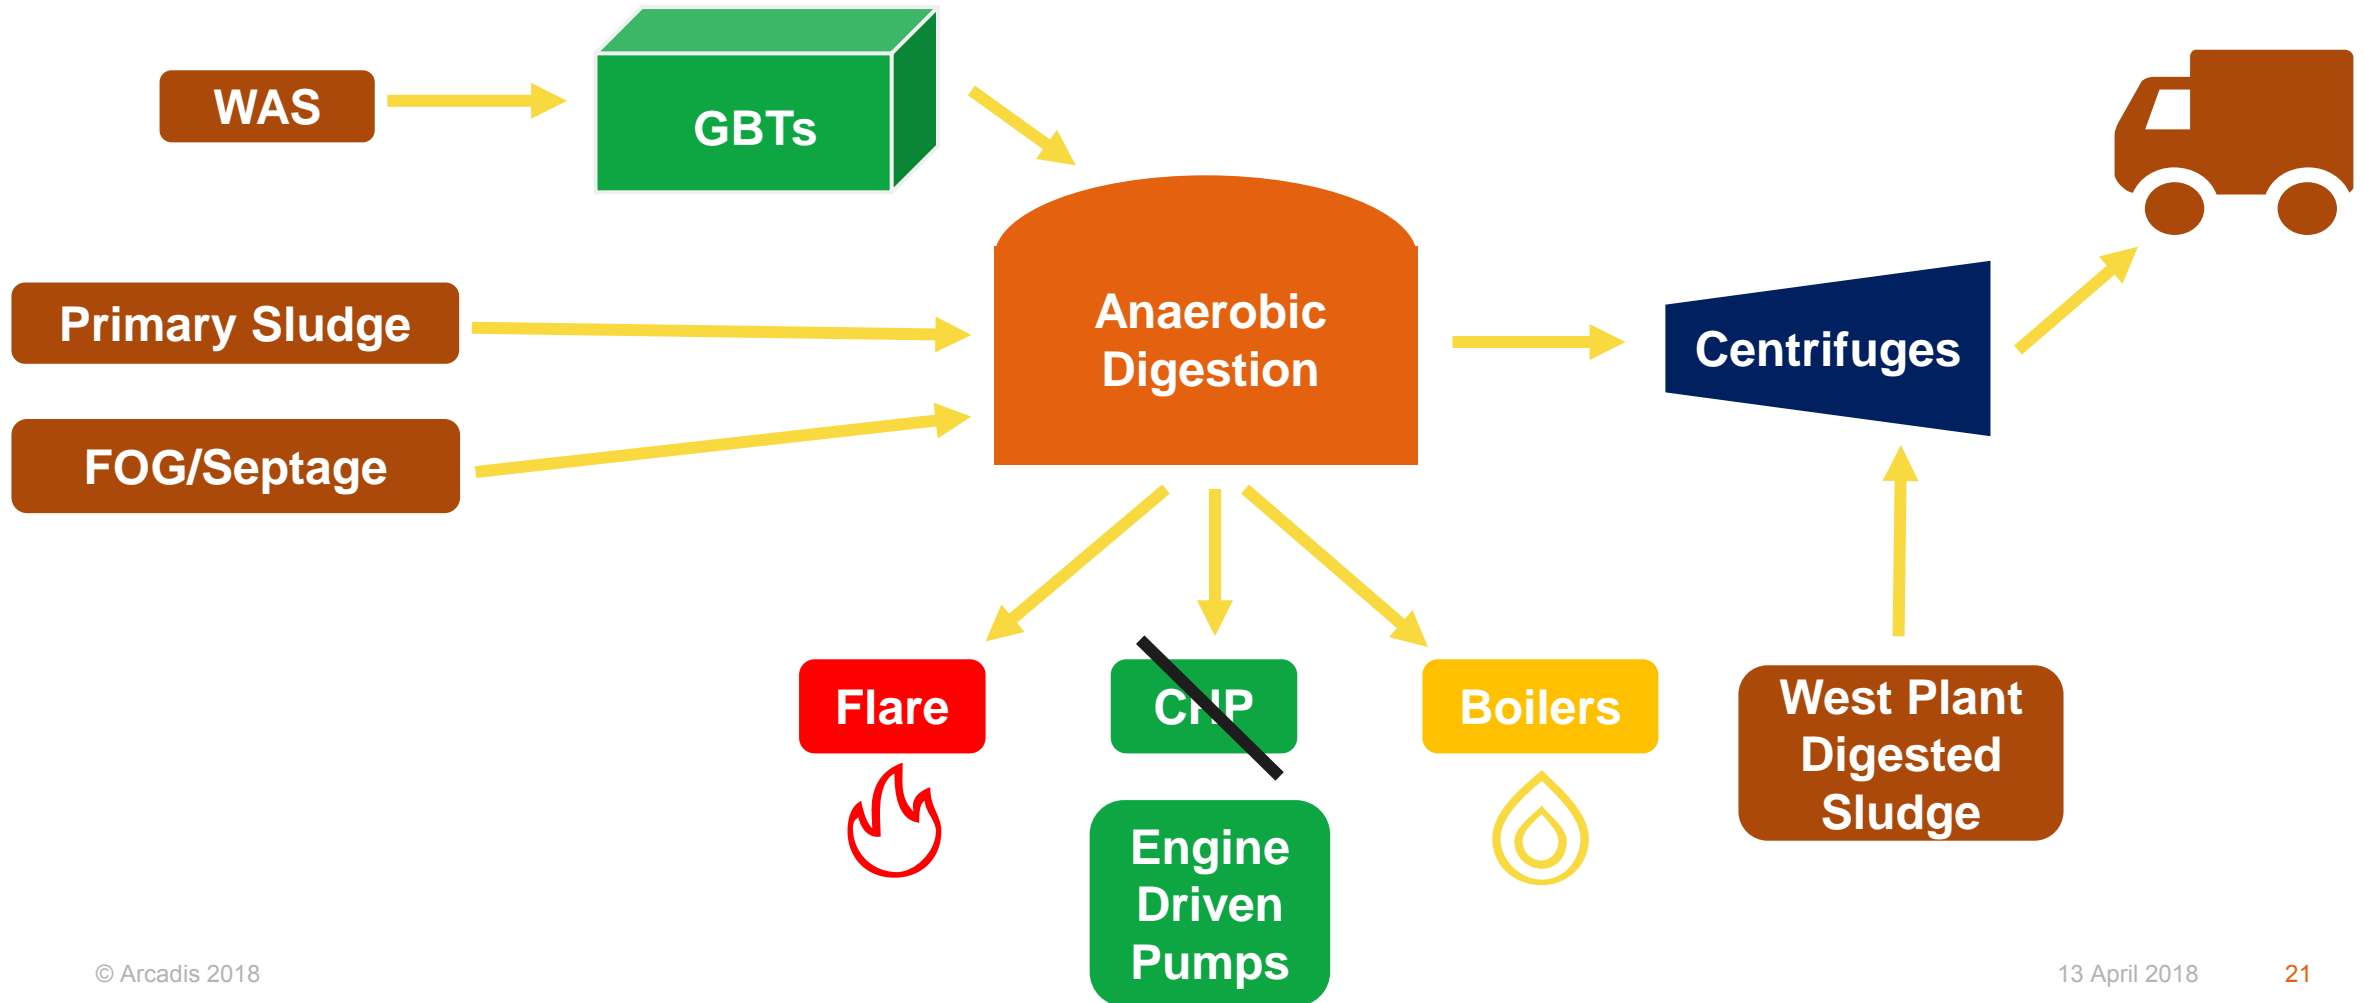 WAS
GBTs
Primary Sludge
FOG/Septage
Anaerobic
Digestion
Centrifuges
Flare
CHP
Boilers
Engine
Driven
Pumps
West Plant
Digested
Sludge
© Arcadis 2018
13 April 2018
21